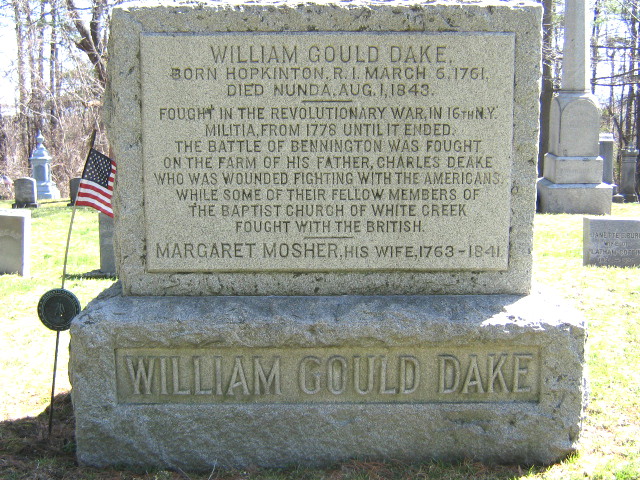 WILLIAM GOULD DAKE,
BORN HOPKINTON, R.I. MARCH 6, 1761,
DIED NUNDA, AUG. 1, 1843.
FOUGHT IN THE REVOLUTIONARY WAR, IN 16TH N.Y.
MILITIA, FROM 1778 UNTIL IT ENDED.
THE BATTLE OF BENNINGTON WAS FOUGHT
ON THE FARM OF HIS FATHER, CHARLES DEAKE
WHO WAS WOUNDED FIGHTING WITH THE AMERICANS,
WHILE SOME OF THEIR FELLOW MEMBERS OF
THE BAPTIST CHURCH OF WHITE CREEK
FOUGHT WITH THE BRITISH.
MARGARET MOSHER, HIS WIFE, 1763-1841.
WILLIAM GOULD DAKE